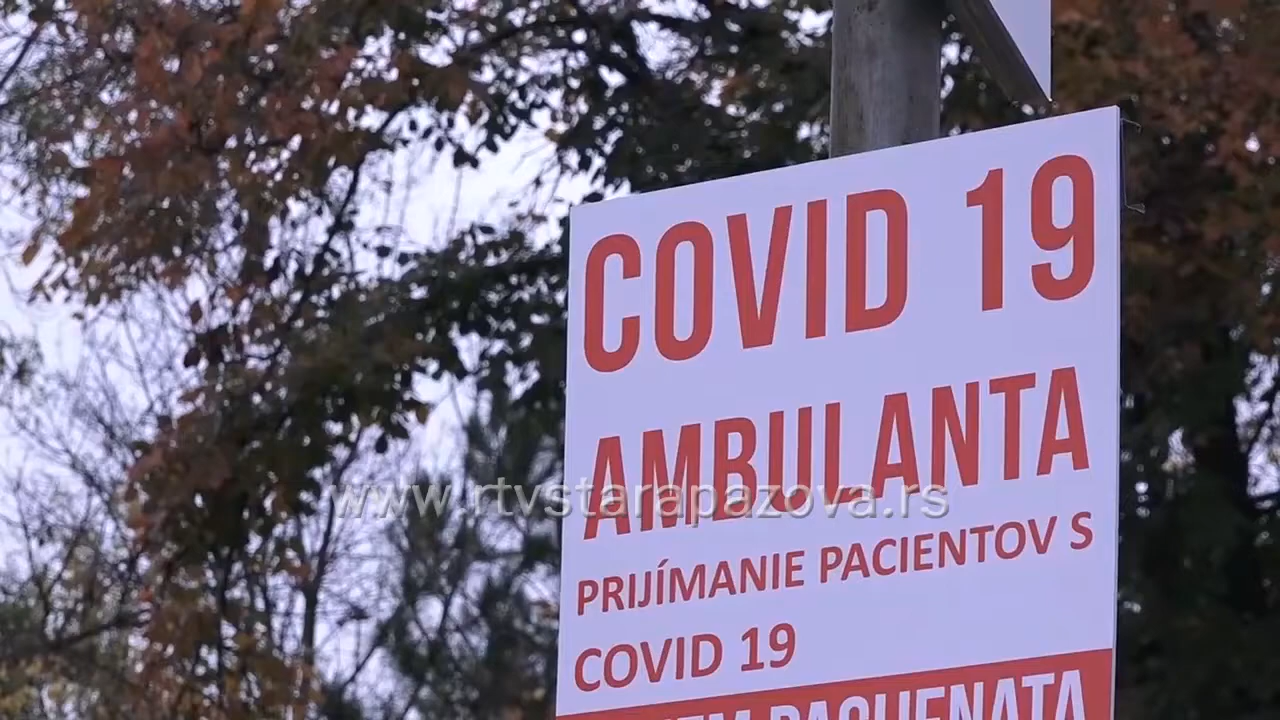 COVID 19
AMBULANTA
www.rtvstarapazova.rs
PRIJÍMANIE PACIENTOV S
COVID 19